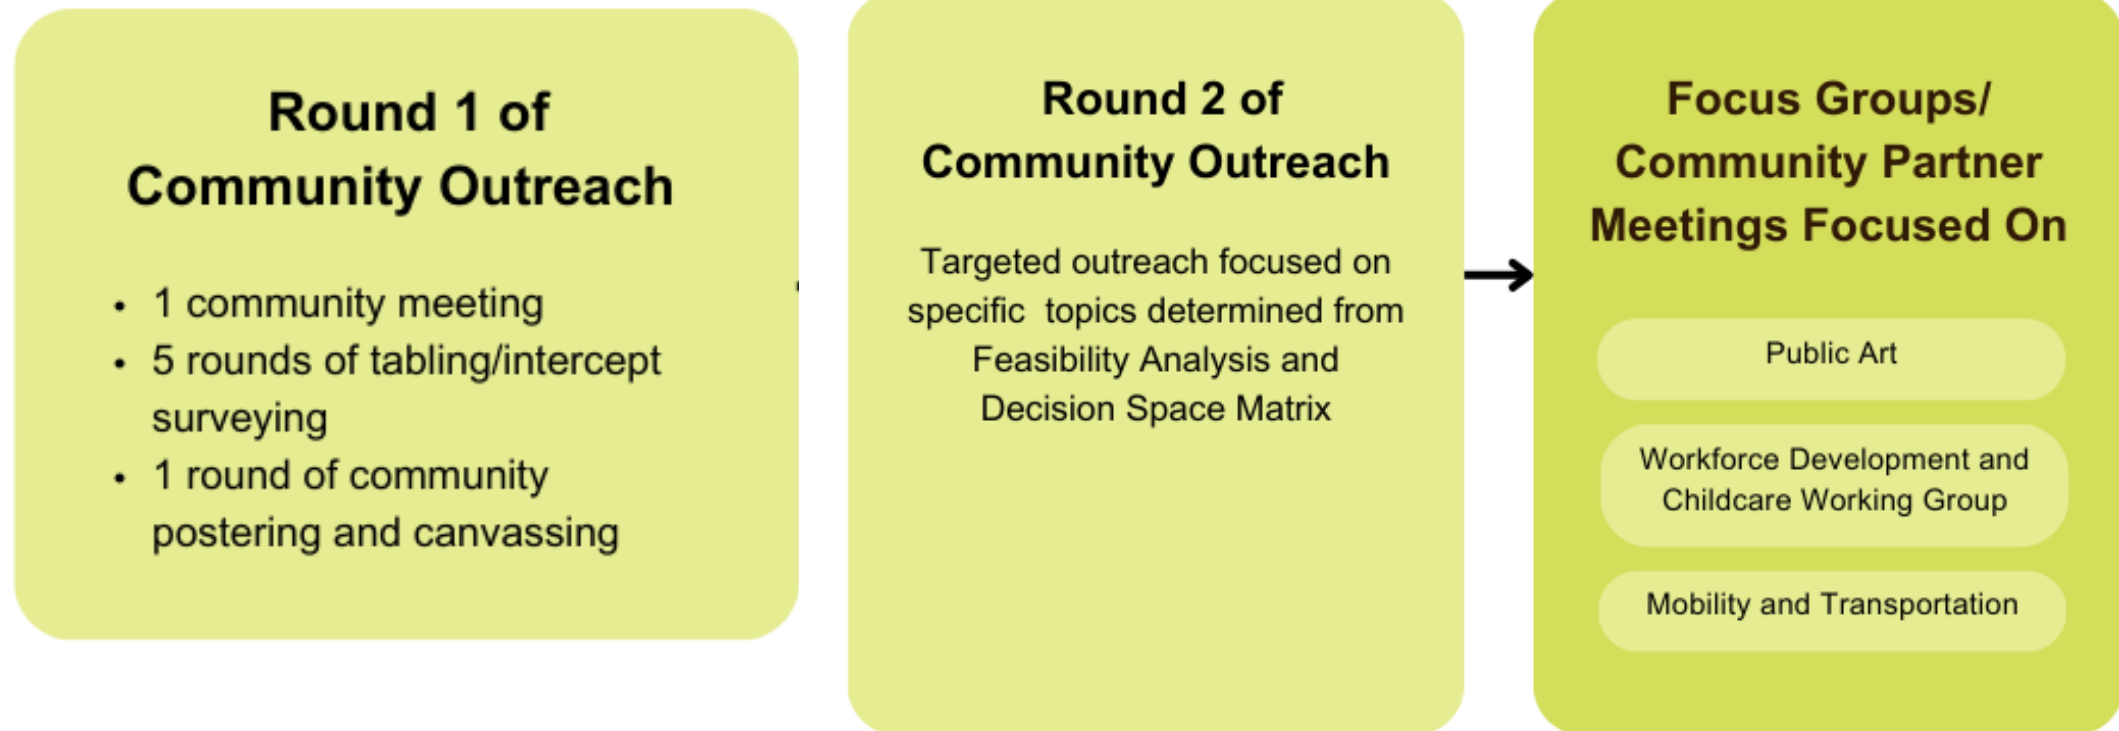 Round 1 of
Community Outreach
• 1 community meeting
• 5 rounds of tabling/intercept
surveying
• 1 round of community
postering and canvassing
Round 2 of
Community Outreach
Targeted outreach focused on
specific  topics determined from
Feasibility Analysis and
Decision Space Matrix
Focus Groups/
Community Partner
Meetings Focused On
Public Art
Workforce Development and
Childcare Working Group
Mobility and Transportation